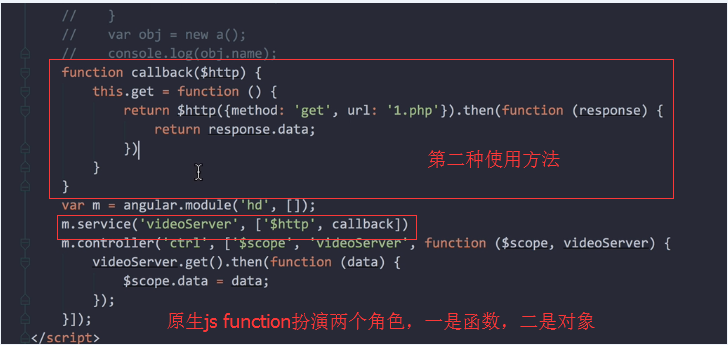 //    }
//    var obj = new a();
//    console.log(obj.name);
function callback($http) {
this.get = function () {
return $http({method: 'get', url: '1.php'}).then(function (response) {
return response.data;
})
第二种使用方法
}
}
var m = angular.module('hd', []);
m.service('videoServer', ['$http', callback])
m.controller('ctrl', ['$scope', 'videoServer', function ($scope, videoServer) {
videoServer.get().then(function (data) {
$scope.data = data;
});
}]);
原生js function扮演两个角色，一是函数，二是对象
</script>